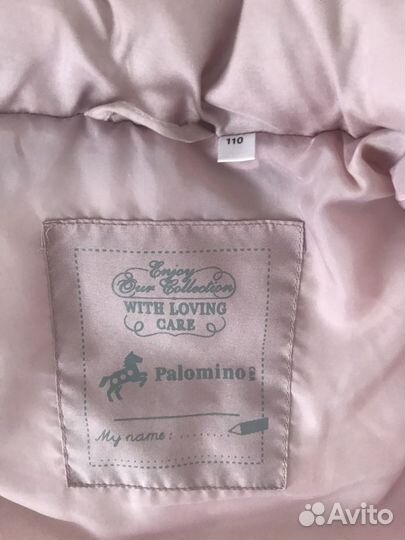 110
Enjoy
Our Collection
WITH LOVING
CARE
Palomino
My name:
Avito